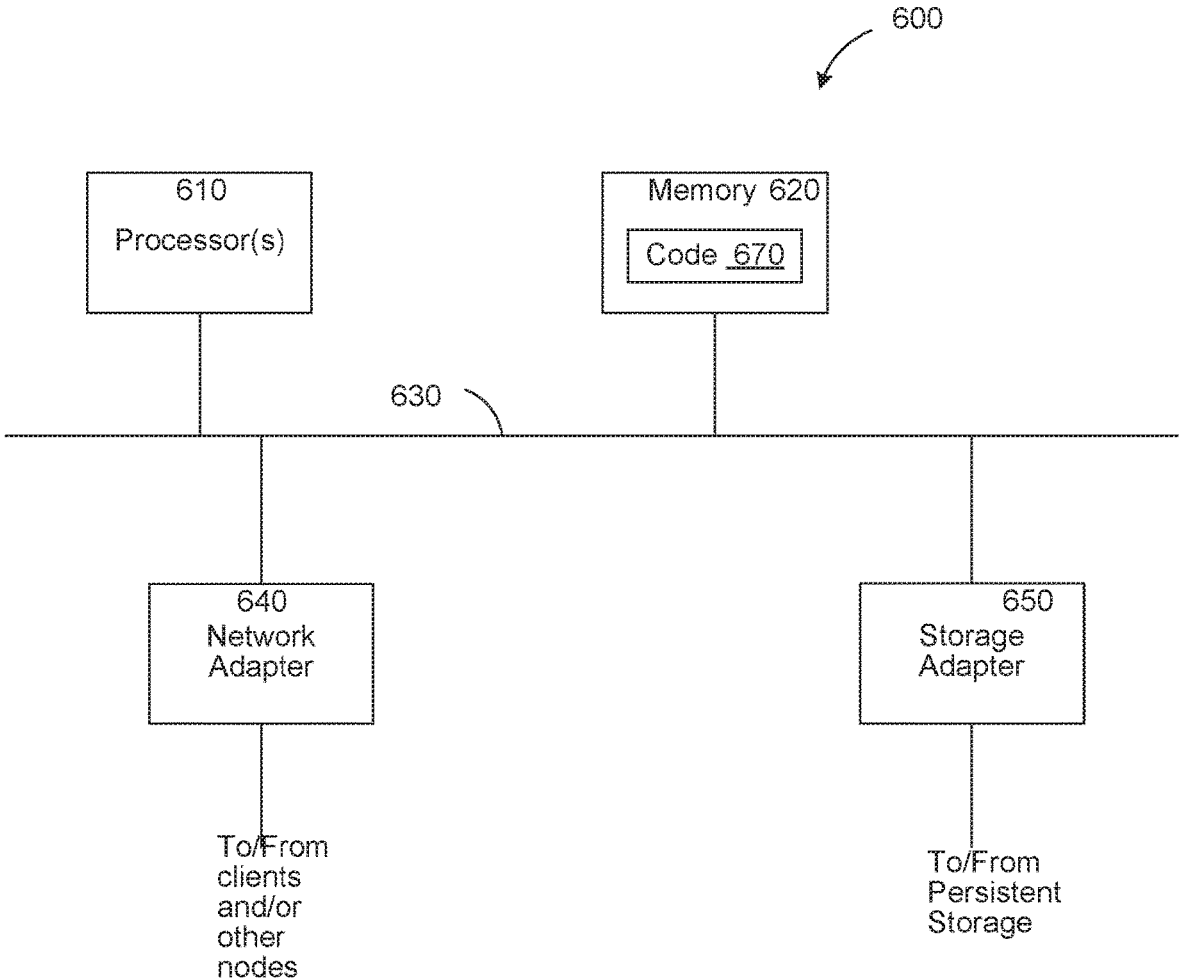 600
610
Processor(s)
Memory 620
Code 670
630
640
Network
Adapter
650
Storage
Adapter
To/From
clients
and/or
other
nodes
To/From
Persistent
Storage